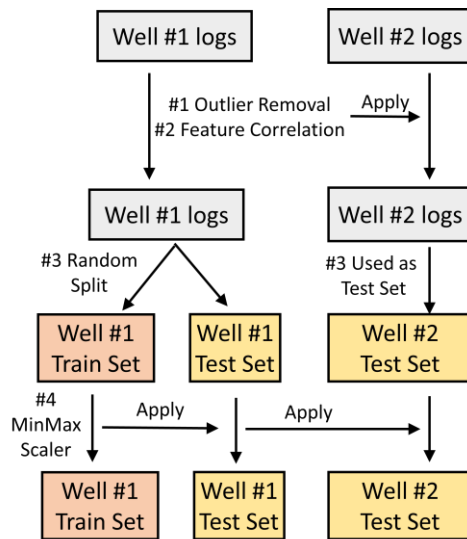 Well #1 logs
Well #2 logs
#1 Outlier Removal
#2 Feature Correlation
Apply
Well #1 logs
Well #2 logs
#3 Random
Split
#3 Used as
Test Set
Well #1
Train Set
Well #1
Test Set
Well #2
Test Set
#4
MinMax
Scaler
Apply
Apply
Well #1
Train Set
Well #1
Test Set
Well #2
Test Set